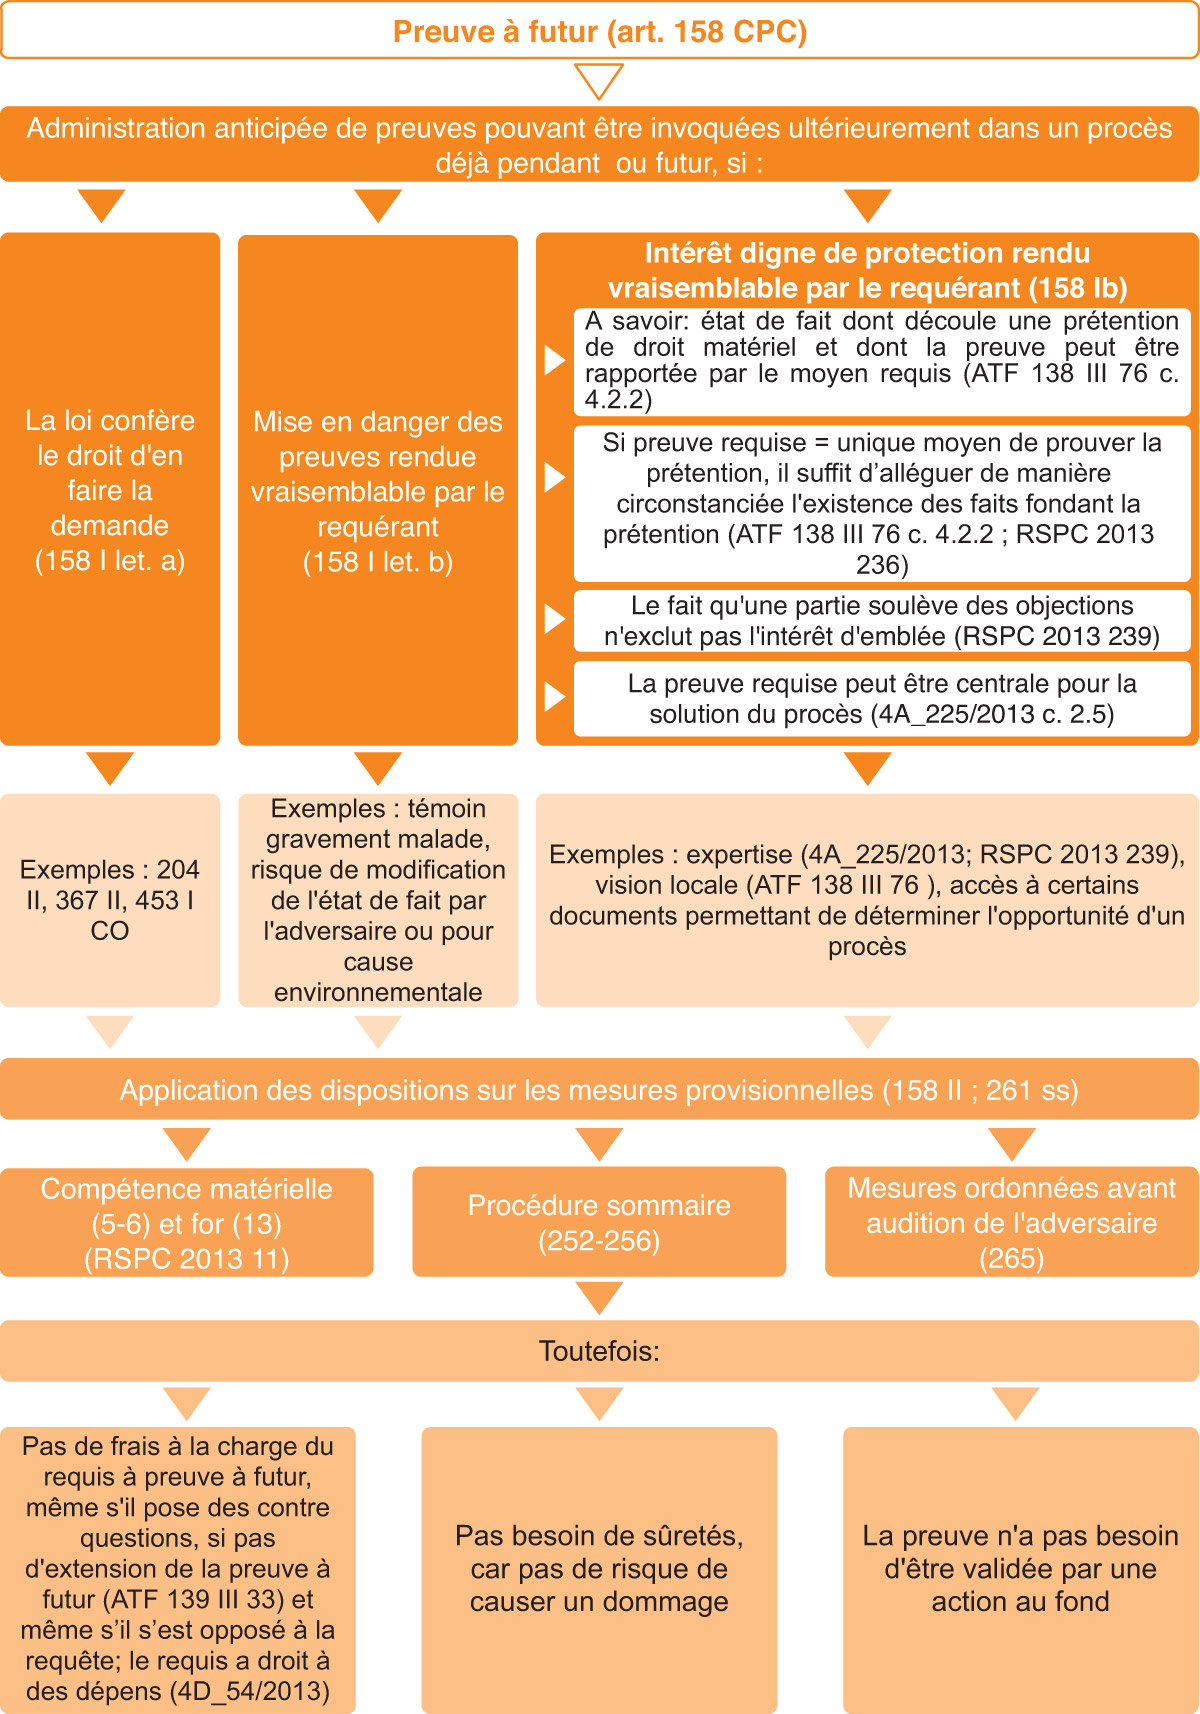 Preuve à futur (art. 158 CPC)
Administration anticipée de preuves pouvant être invoquées ultérieurement dans un procès
déjà pendant ou futur, si :
La loi confère
le droit d'en
faire la
demande
(158 I let. a)
Mise en danger des
preuves rendue
vraisemblable par le
requérant
(158 I let. b)
Intérêt digne de protection rendu
vraisemblable par le requérant (158 Ib)
A savoir: état de fait dont découle une prétention
de droit matériel et dont la preuve peut être
rapportée par le moyen requis (ATF 138 III 76 c.
4.2.2)
Si preuve requise = unique moyen de prouver la
prétention, il suffit d’alléguer de manière
circonstanciée l'existence des faits fondant la
prétention (ATF 138 III 76 c. 4.2.2 ; RSPC 2013
236)
Le fait qu'une partie soulève des objections
n'exclut pas l'intérêt d'emblée (RSPC 2013 239)
La preuve requise peut être centrale pour la
solution du procès (4A_225/2013 c. 2.5)
Exemples : 204
II, 367 II, 453 I
CO
Exemples : témoin
gravement malade,
risque de modification
de l'état de fait par
l'adversaire ou pour
cause
environnementale
Exemples : expertise (4A_225/2013; RSPC 2013 239),
vision locale (ATF 138 III 76 ), accès à certains
documents permettant de déterminer l'opportunité d'un
procès
Application des dispositions sur les mesures provisionnelles (158 II ; 261 ss)
Compétence matérielle
(5-6) et for (13)
(RSPC 2013 11)
Procédure sommaire
(252-256)
Mesures ordonnées avant
audition de l'adversaire
(265)
Toutefois:
Pas de frais à la charge du
requis à preuve à futur,
même s'il pose des contre
questions, si pas
d'extension de la preuve à
futur (ATF 139 III 33) et
même s’il s’est opposé à la
requête; le requis a droit à
des dépens (4D_54/2013)
Pas besoin de sûretés,
car pas de risque de
causer un dommage
La preuve n'a pas besoin
d'être validée par une
action au fond